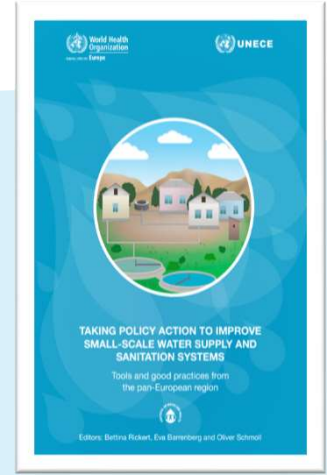 World Health
Organization
Europe
UNECE
TAKING POLICY ACTION TO IMPROVE
SMALL-SCALE WATER SUPPLY AND
SANITATION SYSTEMS
Tools and good practices from
the pan-European region
Editors: Bettina Rickert, Eva Barrenberg and Oliver Schmoll